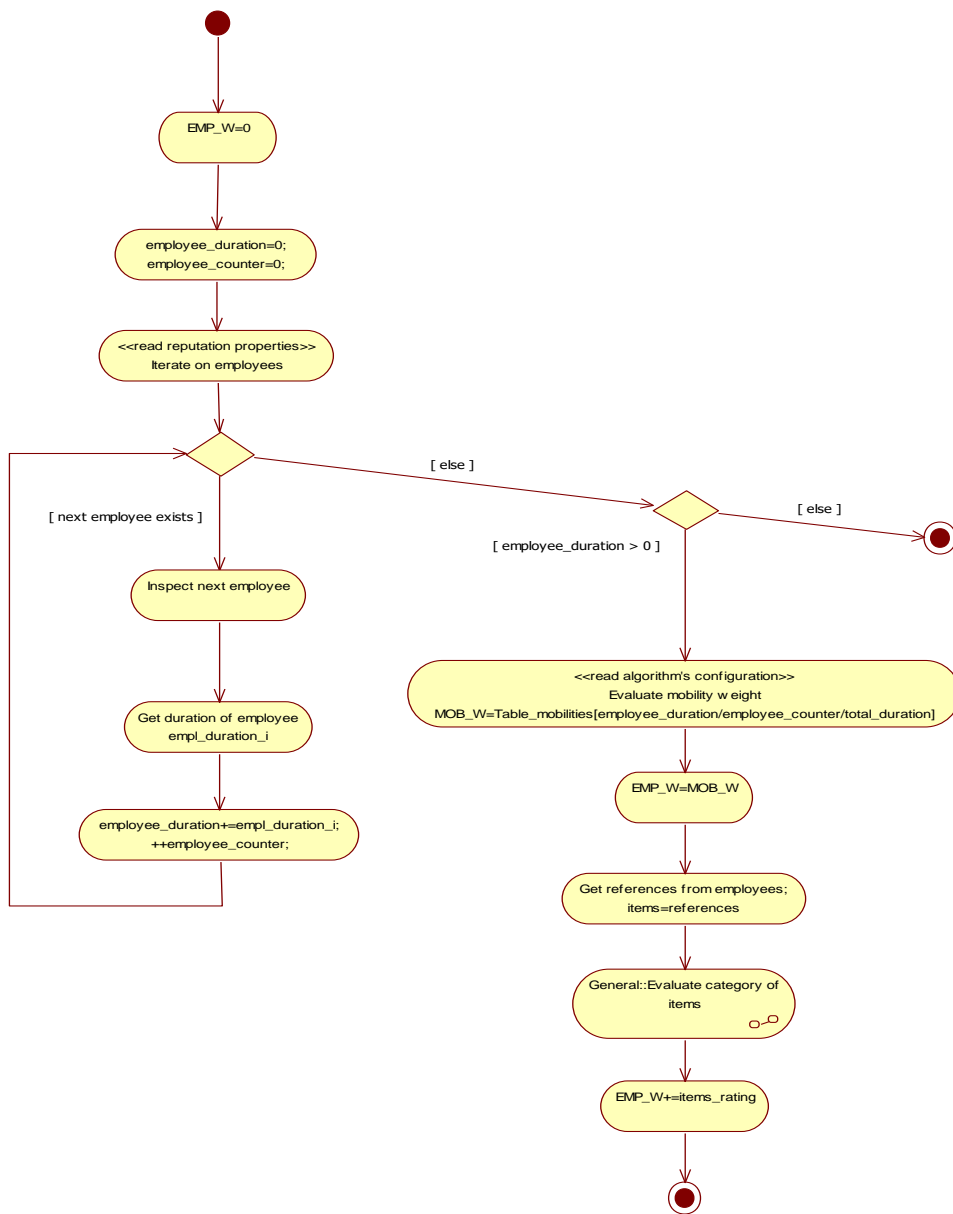 EMP_W=0
employee_duration=0;
employee_counter=0;
<<read reputation properties>>
Iterate on employees
[ else ]
[ next employee exists ]
[ else ]
[ employee_duration > 0 ]
Inspect next employee
<<read algorithm's configuration>>
Evaluate mobility weight
MOB_W=Table_mobilities[employee_duration/employee_counter/total_duration]
Get duration of employee
empl_duration_i
EMP_W=MOB_W
employee_duration+=empl_duration_i;
++employee_counter;
Get references from employees;
items=references
General::Evaluate category of
items
EMP_W+=items_rating